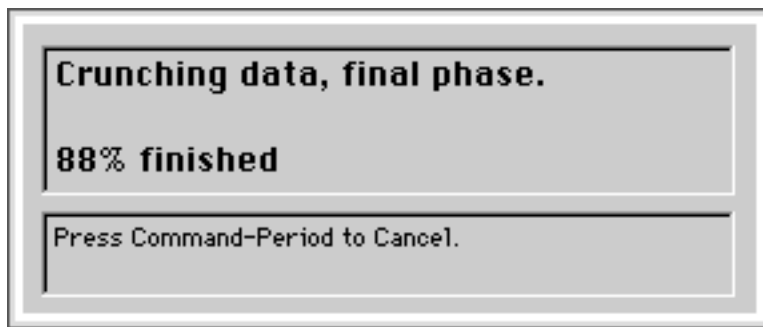 Crunching data, final phase.
88% finished
Press Command-Period to Cancel.